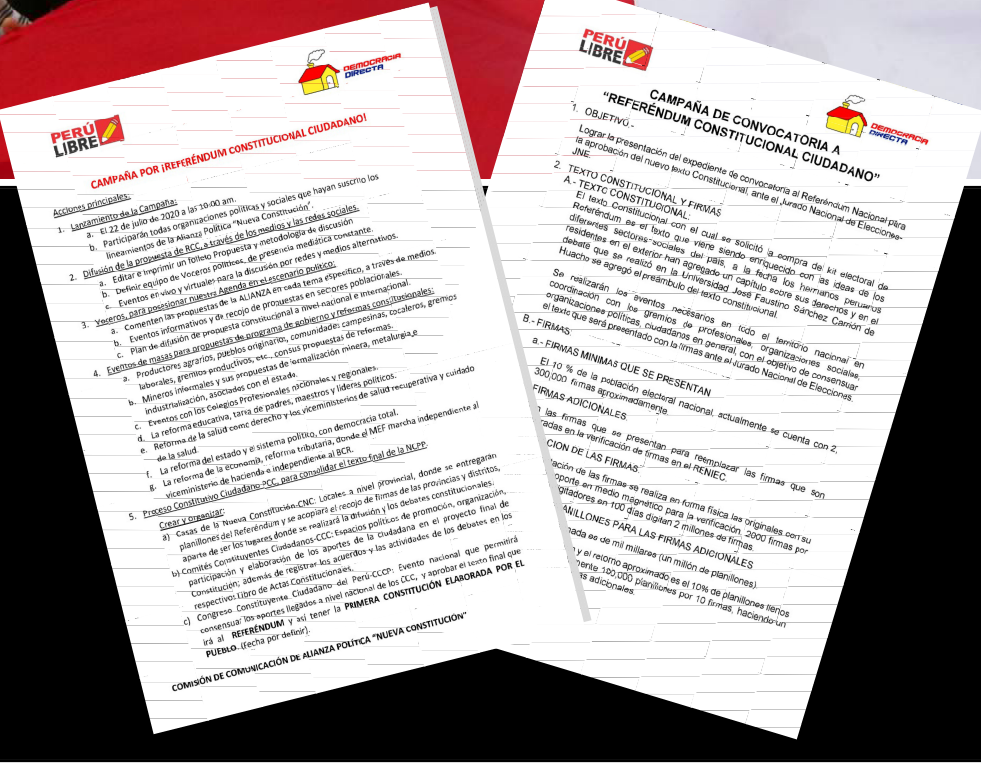 DEMOCRACIA
DIRECTA
PERÚ
LIBRE
CAMPAÑA POR ¡REFERÉNDUM CONSTITUCIONAL CIUDADANO!
Acciones principales:
1. Lanzamiento de la Campaña:
a. El 22 de julio de 2020 a las 10:00 am.
b. Participarán todas organizaciones políticas y sociales que hayan suscrito los
lineamientos de la Alianza Política "Nueva Constitución".
2. Difusión de la propuesta de RCC, a través de los medios y las redes sociales:
a. Editar e imprimir un folleto Propuesta y metodología de discusión
b. Definir equipo de Voceros políticos, de presencia mediática constante.
c. Eventos en vivo y virtuales para la discusión por redes y medios alternativos.
3. Voceros, para posesionar nuestra Agenda en el escenario político:
a. Comenten las propuestas de la ALIANZA en cada tema específico, a través de medios.
b. Eventos informativos y de recojo de propuestas en sectores poblacionales.
c. Plan de difusión de propuesta constitucional a nivel nacional e internacional.
4. Eventos de masas para propuestas de programa de gobierno y reformas constitucionales:
a. Productores agrarios, pueblos originarios, comunidades campesinas, cocaleros, gremios
laborales, gremios productivos, etc., con sus propuestas de reformas.
b. Mineros informales y sus propuestas de formalización minera, metalurgia e
industrialización, asociados con el estado.
c. Eventos con los Colegios Profesionales nacionales y regionales.
d. La reforma educativa, tarea de padres, maestros y líderes políticos.
e. Reforma de la salud como derecho y los viceministerios de salud recuperativa y cuidado
de la salud.
f. La reforma del estado y el sistema político, con democracia total.
g. La reforma de la economía, reforma tributaria, donde el MEF marcha independiente al
viceministerio de hacienda e independiente al BCR.
5. Proceso Constitutivo Ciudadano-PCC, para consolidar el texto final de la NCPP.
Crear y organizar:
a) Casas de la Nueva Constitución-CNC: Locales a nivel provincial, donde se entregarán
planillones del Referéndum y se acopiará el recojo de firmas de las provincias y distritos,
aparte de ser los lugares donde se realizará la difusión y los debates constitucionales.
b) Comités Constituyentes Ciudadanos-CCC: Espacios políticos de promoción, organización,
participación y elaboración de los aportes de la ciudadana en el proyecto final de
Constitución; además de registrar los acuerdos y las actividades de los debates en los
respectivos Libro de Actas Constitucionales.
c) Congreso Constituyente Ciudadano del Perú-CCCP: Evento nacional que permitirá
consensuar los aportes llegados a nivel nacional de los CCC, y aprobar el texto final que
irá al REFERÉNDUM y así tener la PRIMERA CONSTITUCIÓN ELABORADA POR EL
PUEBLO. (Fecha por definir).
COMISIÓN DE COMUNICACIÓN DE ALIANZA POLÍTICA "NUEVA CONSTITUCION"
PERÚ
LIBRE
DEMOCRACIA
DIRECTA
CAMPAÑA DE CONVOCATORIA A
"REFERÉNDUM CONSTITUCIONAL CIUDADANO"
1. OBJETIVO.-
Lograr la presentación del expediente de convocatoria al Referéndum Nacional para
la aprobación del nuevo texto Constitucional, ante el Jurado Nacional de Elecciones-
JNE.
2. TEXTO CONSTITUCIONAL Y FIRMAS
A.- TEXTO CONSTITUCIONAL:
El texto Constitucional con el cual se solicitó la compra del kit electoral de
Referéndum es el texto que viene siendo enriquecido con las ideas de los
diferentes sectores sociales del país, a la fecha los hermanos peruanos
residentes en el exterior han agregado un capítulo sobre sus derechos y en el
debate que se realizó en la Universidad José Faustino Sánchez Carrión de
Huacho se agregó el preámbulo del texto constitucional.
Se realizarán los eventos necesarios en todo el territorio nacional en
coordinación con los gremios de profesionales, organizaciones sociales,
organizaciones políticas, ciudadanos en general, con el objetivo de consensuar
el texto que será presentado con la firmas ante el Jurado Nacional de Elecciones.
B.- FIRMAS:
a.- FIRMAS MINIMAS QUE SE PRESENTAN
El 10 % de la población electoral nacional, actualmente se cuenta con 2,
300,000 firmas aproximadamente.
FIRMAS ADICIONALES
las firmas que se presentan para reemplazar las firmas que son
radas en la verificación de firmas en el RENIEC.
CION DE LAS FIRMAS:
tación de las firmas se realiza en forma física las originales con su
oporte en medio magnético para la verificación, 2000 firmas por
igitadores en 100 días digitan 2 millones de firmas.
ANILLONES PARA LAS FIRMAS ADICIONALES
nada es de mil millares (un millón de planillones)
y el retorno aproximado es el 10% de planillones llenos
mente 100,000 planillones por 10 firmas, haciendo un
as adicionales.